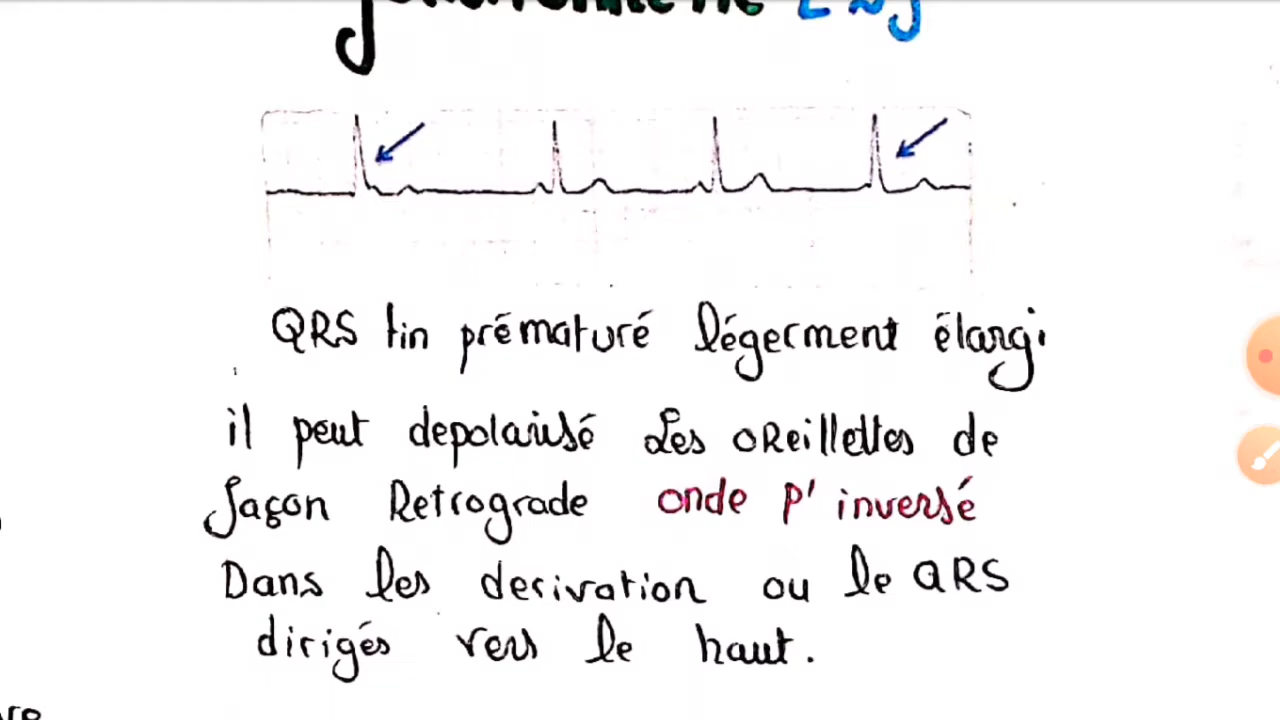 QRS fin prématuré légerment élargi
il peut depolarisé Les oreillettes de
façon Retrograde onde P' inversé
Dans les derivation ou le QRS
dirigés vers le haut.